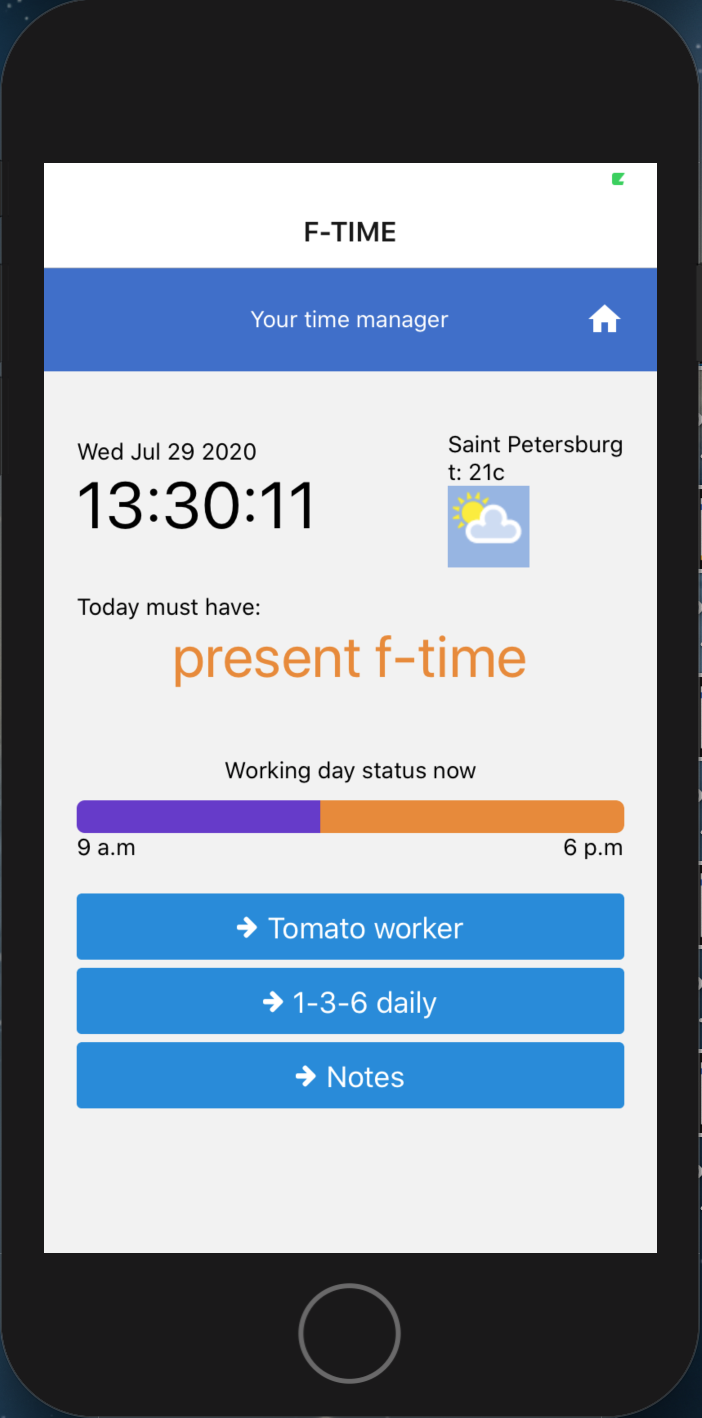 F-TIME
Your time manager
Wed Jul 29 2020
13:30:11
Saint Petersburg
t: 21c
Today must have:
present f-time
Working day status now
9 a.m
6 p.m
Tomato worker
1-3-6 daily
Notes